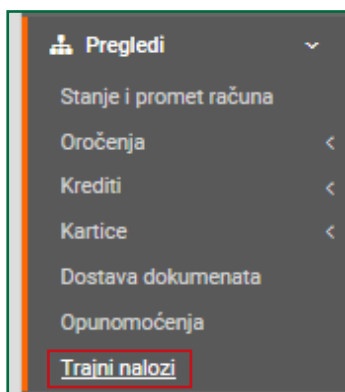 Pregledi
Stanje i promet računa
Oročenja
Krediti
Kartice
Dostava dokumenata
Opunomoćenja
Trajni nalozi